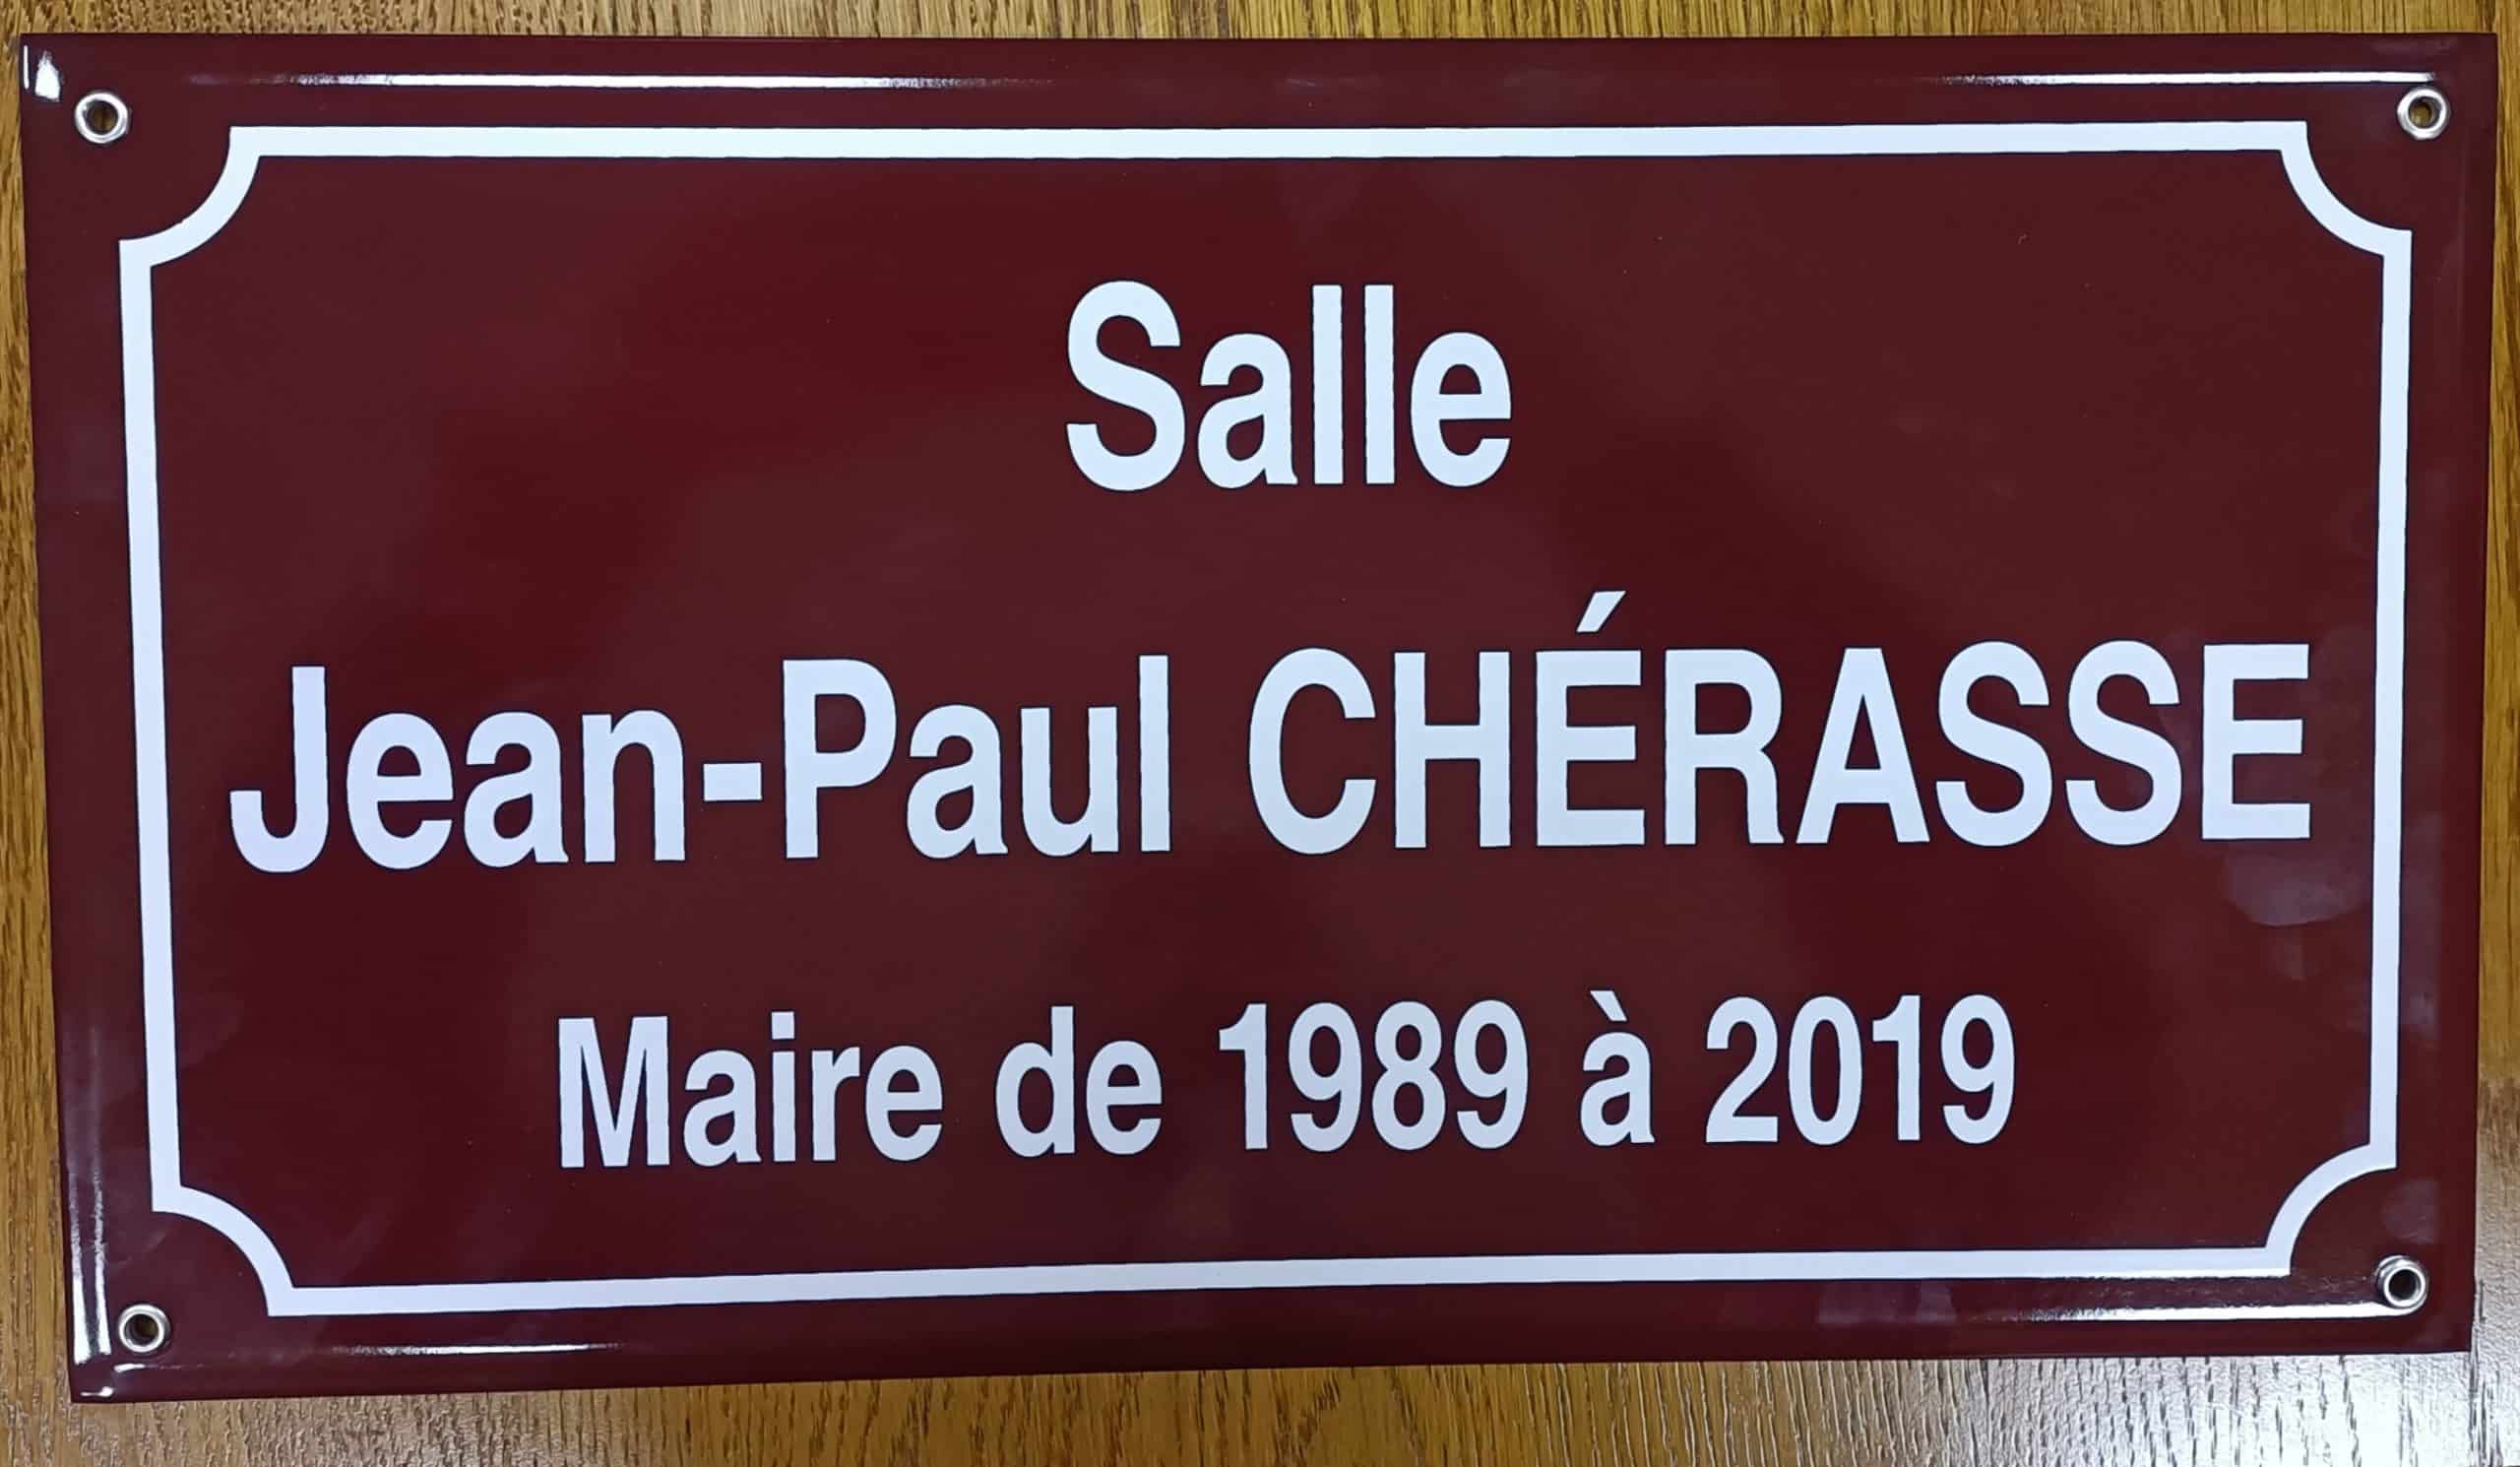 Salle
Jean-Paul CHÉRASSE
Maire de 1989 à 2019